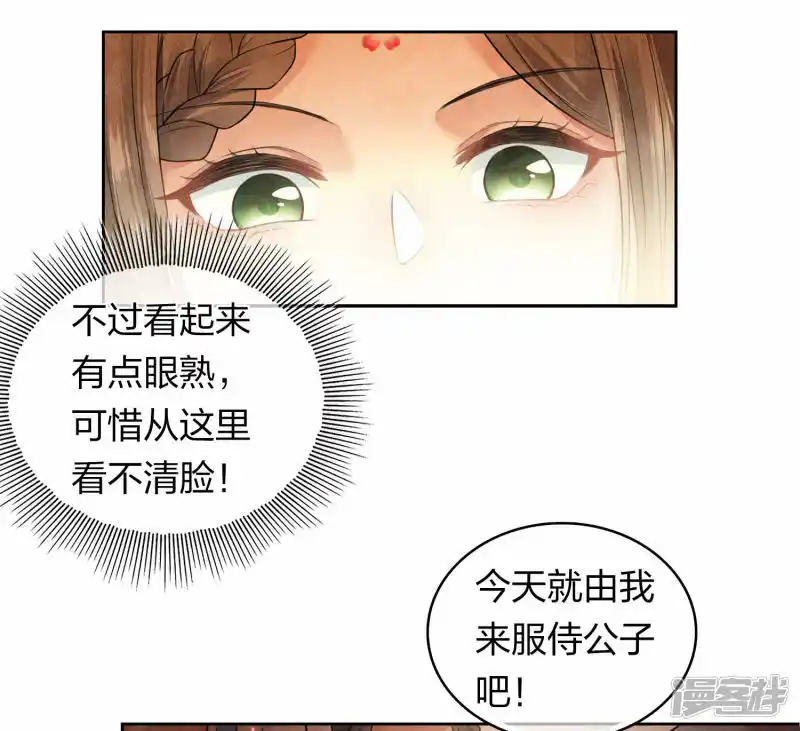 不过看起来
有点眼熟，
可惜从这里
看不清脸！
今天就由我
来服侍公子
吧！
漫客栈